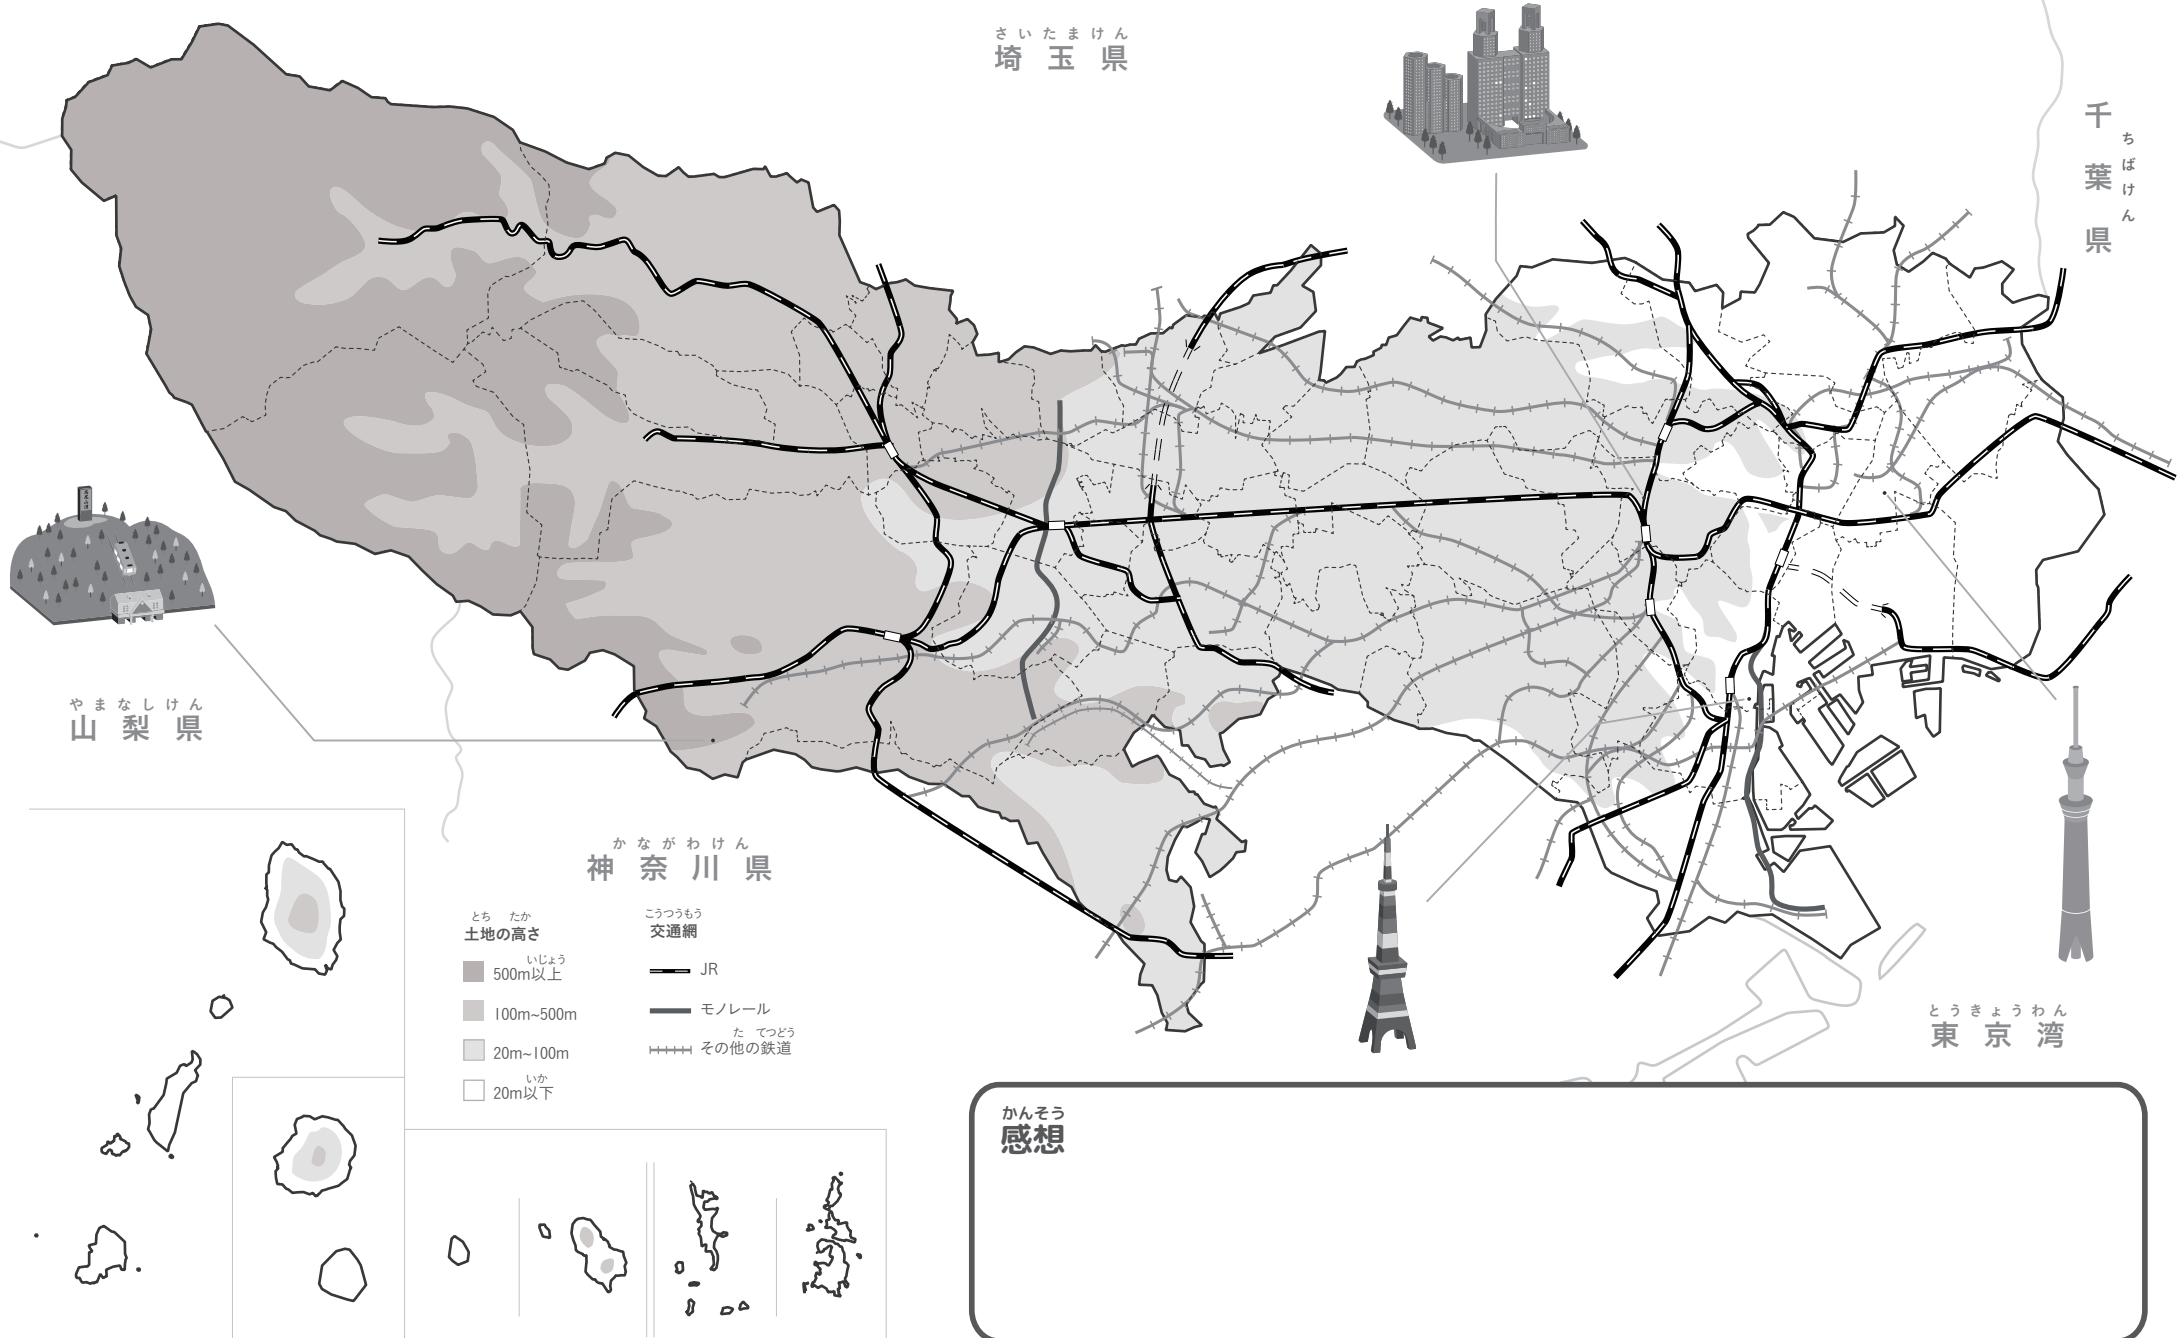 さいたまけん
埼玉県
ちばけん
千葉県
やまなしけん
山梨県
かながわけん
神奈川県
とち たか
土地の高さ
いじょう
500m以上
100m~500m
20m~100m
いか
20m以下
こうつうもう
交通網
JR
モノレール
た てつどう
その他の鉄道
とうきょうわん
東京湾
かんそう
感想